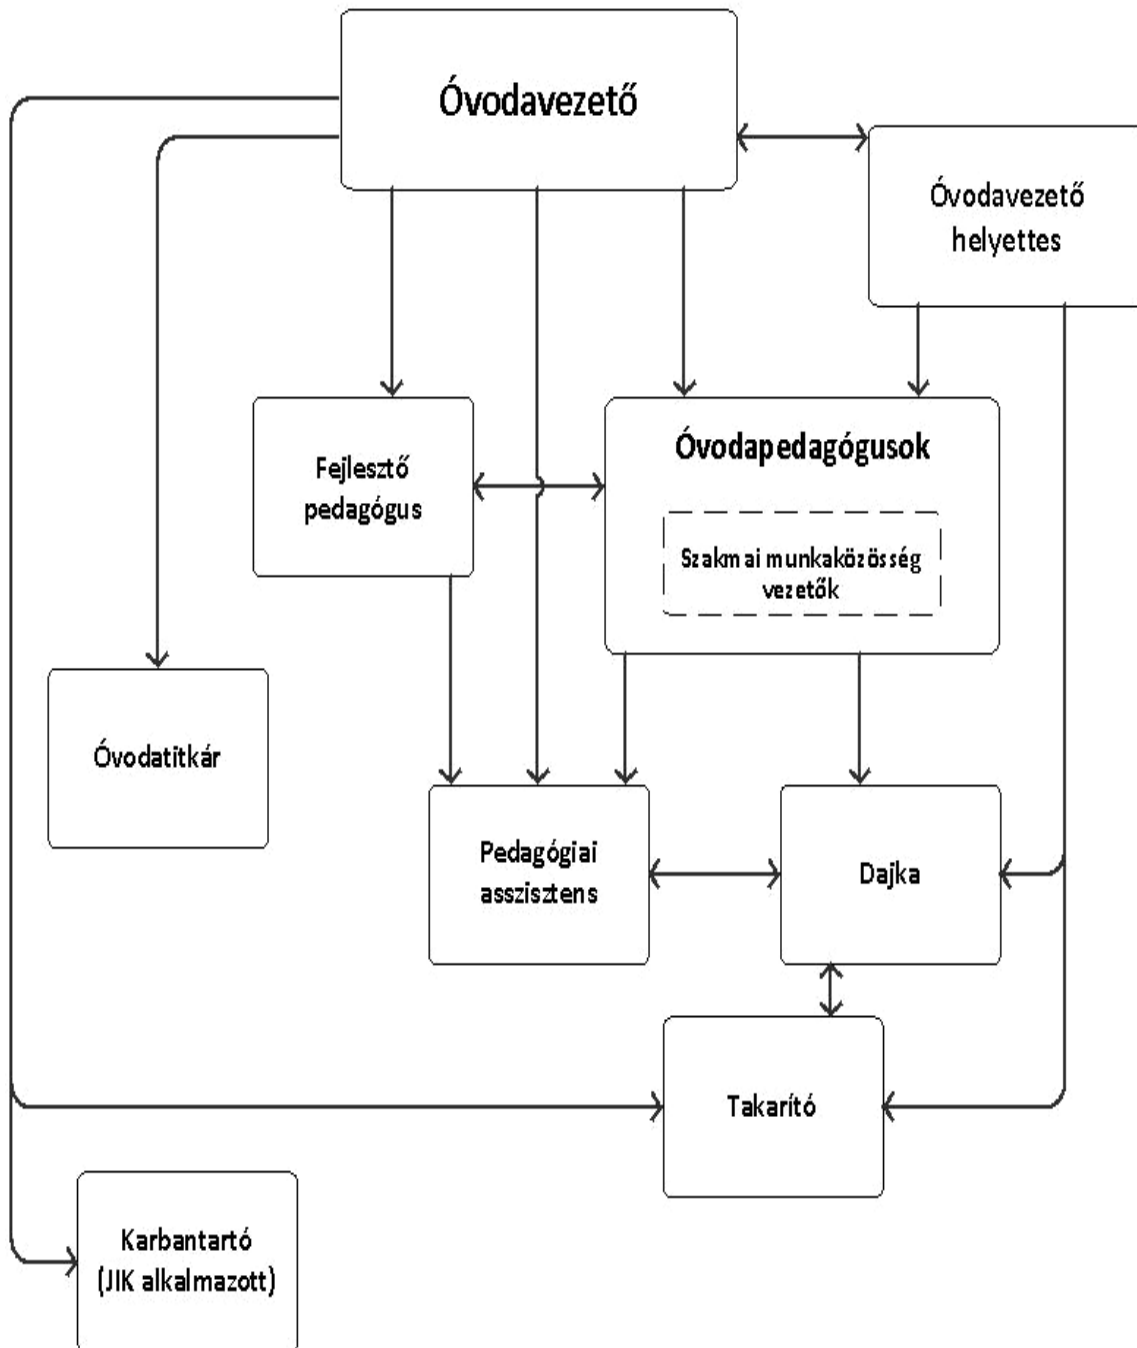 Óvodavezető
Óvodavezető
helyettes
Fejlesztő
pedagógus
Óvodapedagógusok
Szakmai munkaközösség
vezetők
Óvodatitkár
Pedagógiai
asszisztens
Dajka
Takarító
Karbantartó
(JIK alkalmazott)